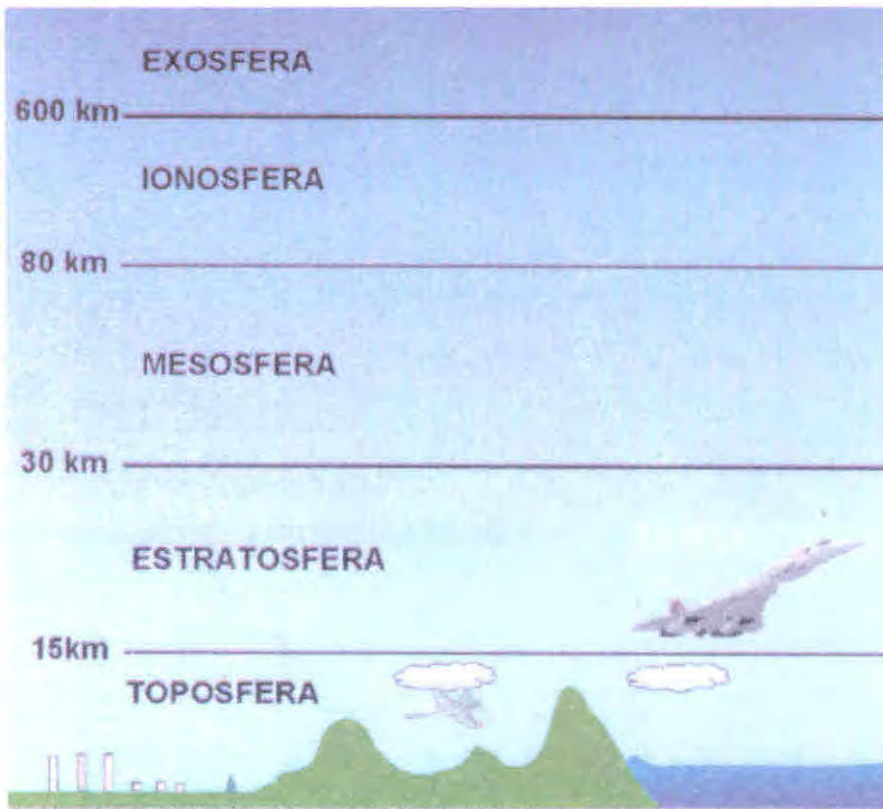 EXOSFERA
600 km
IONOSFERA
80 km
MESOSFERA
30 km
ESTRATOSFERA
15km
TOPOSFERA